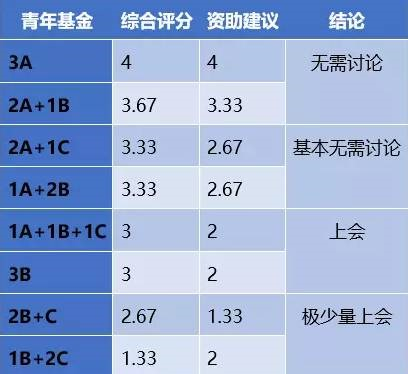 青年基金 综合评分 资助建议 结论
3A 4 4 无需讨论
2A+1B 3.67 3.33
2A+1C 3.33 2.67 基本无需讨论
1A+2B 3.33 2.67
1A+1B+1C 3 2 上会
3B 3 2
2B+C 2.67 1.33 极少量上会
1B+2C 1.33 2